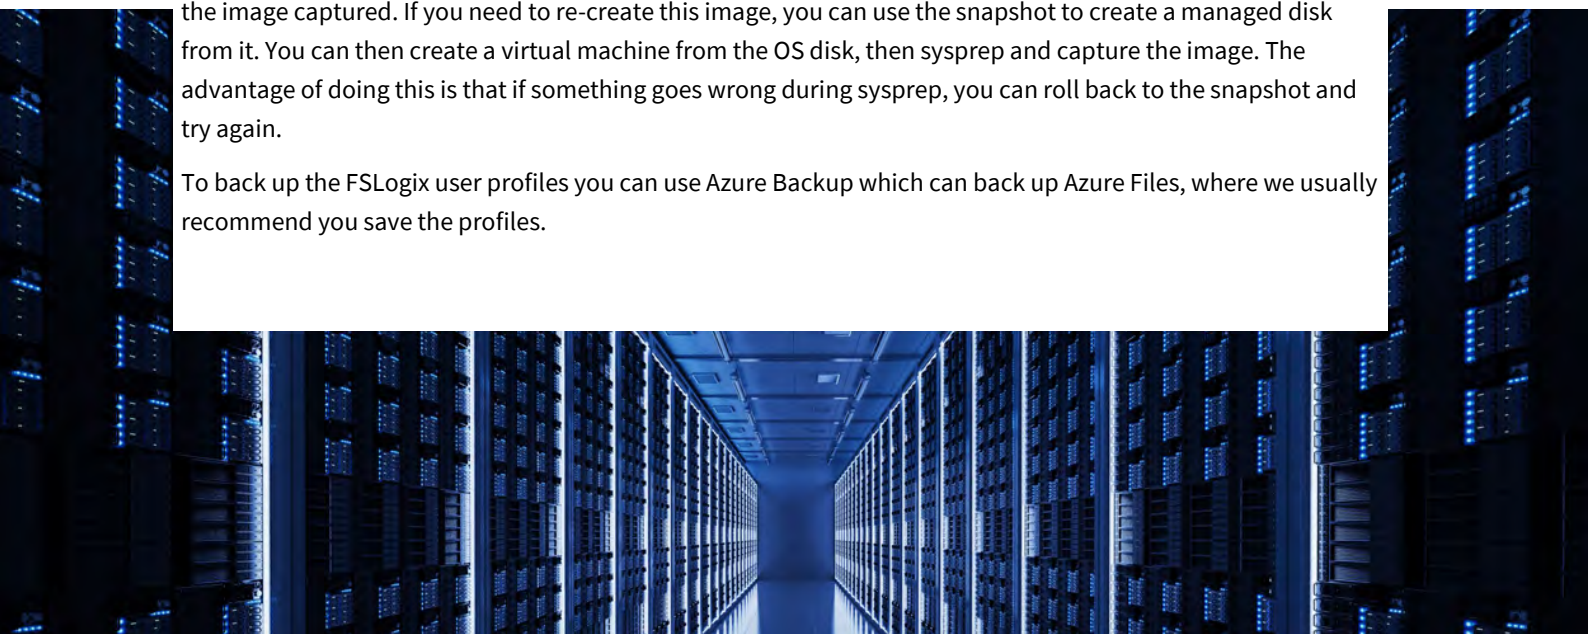 the image captured. If you need to re-create this image, you can use the snapshot to create a managed disk
from it. You can then create a virtual machine from the OS disk, then sysprep and capture the image. The
advantage of doing this is that if something goes wrong during sysprep, you can roll back to the snapshot and
try again.
To back up the FSLogix user profiles you can use Azure Backup which can back up Azure Files, where we usually
recommend you save the profiles.